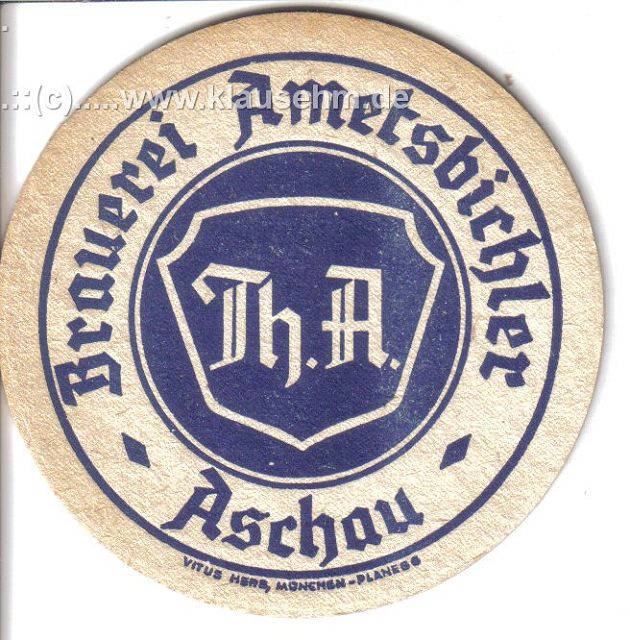 .::(c).....www.klausehm.de
Brauerei Ametsbichler
Th. A.
Aschau
VITUS HERB, MÜNCHEN-PLANEGG